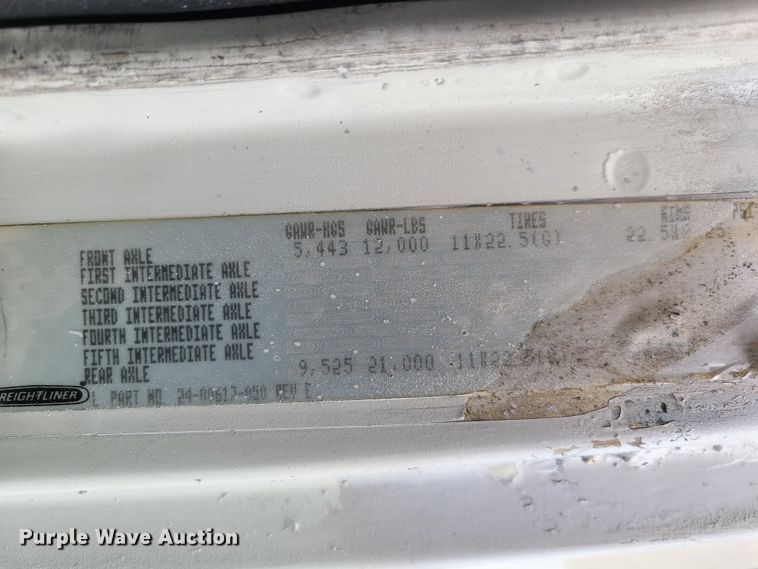 GAWR-KGS GAWR-LBS TIRES RIMS
FRONT AXLE 5,443 12,000 11R22.5(G)
FIRST INTERMEDIATE AXLE
SECOND INTERMEDIATE AXLE
THIRD INTERMEDIATE AXLE
FOURTH INTERMEDIATE AXLE
FIFTH INTERMEDIATE AXLE
REAR AXLE 9,525 21,000
FREIGHTLINER PART NO. 24-00617-050 REV E
Purple Wave Auction